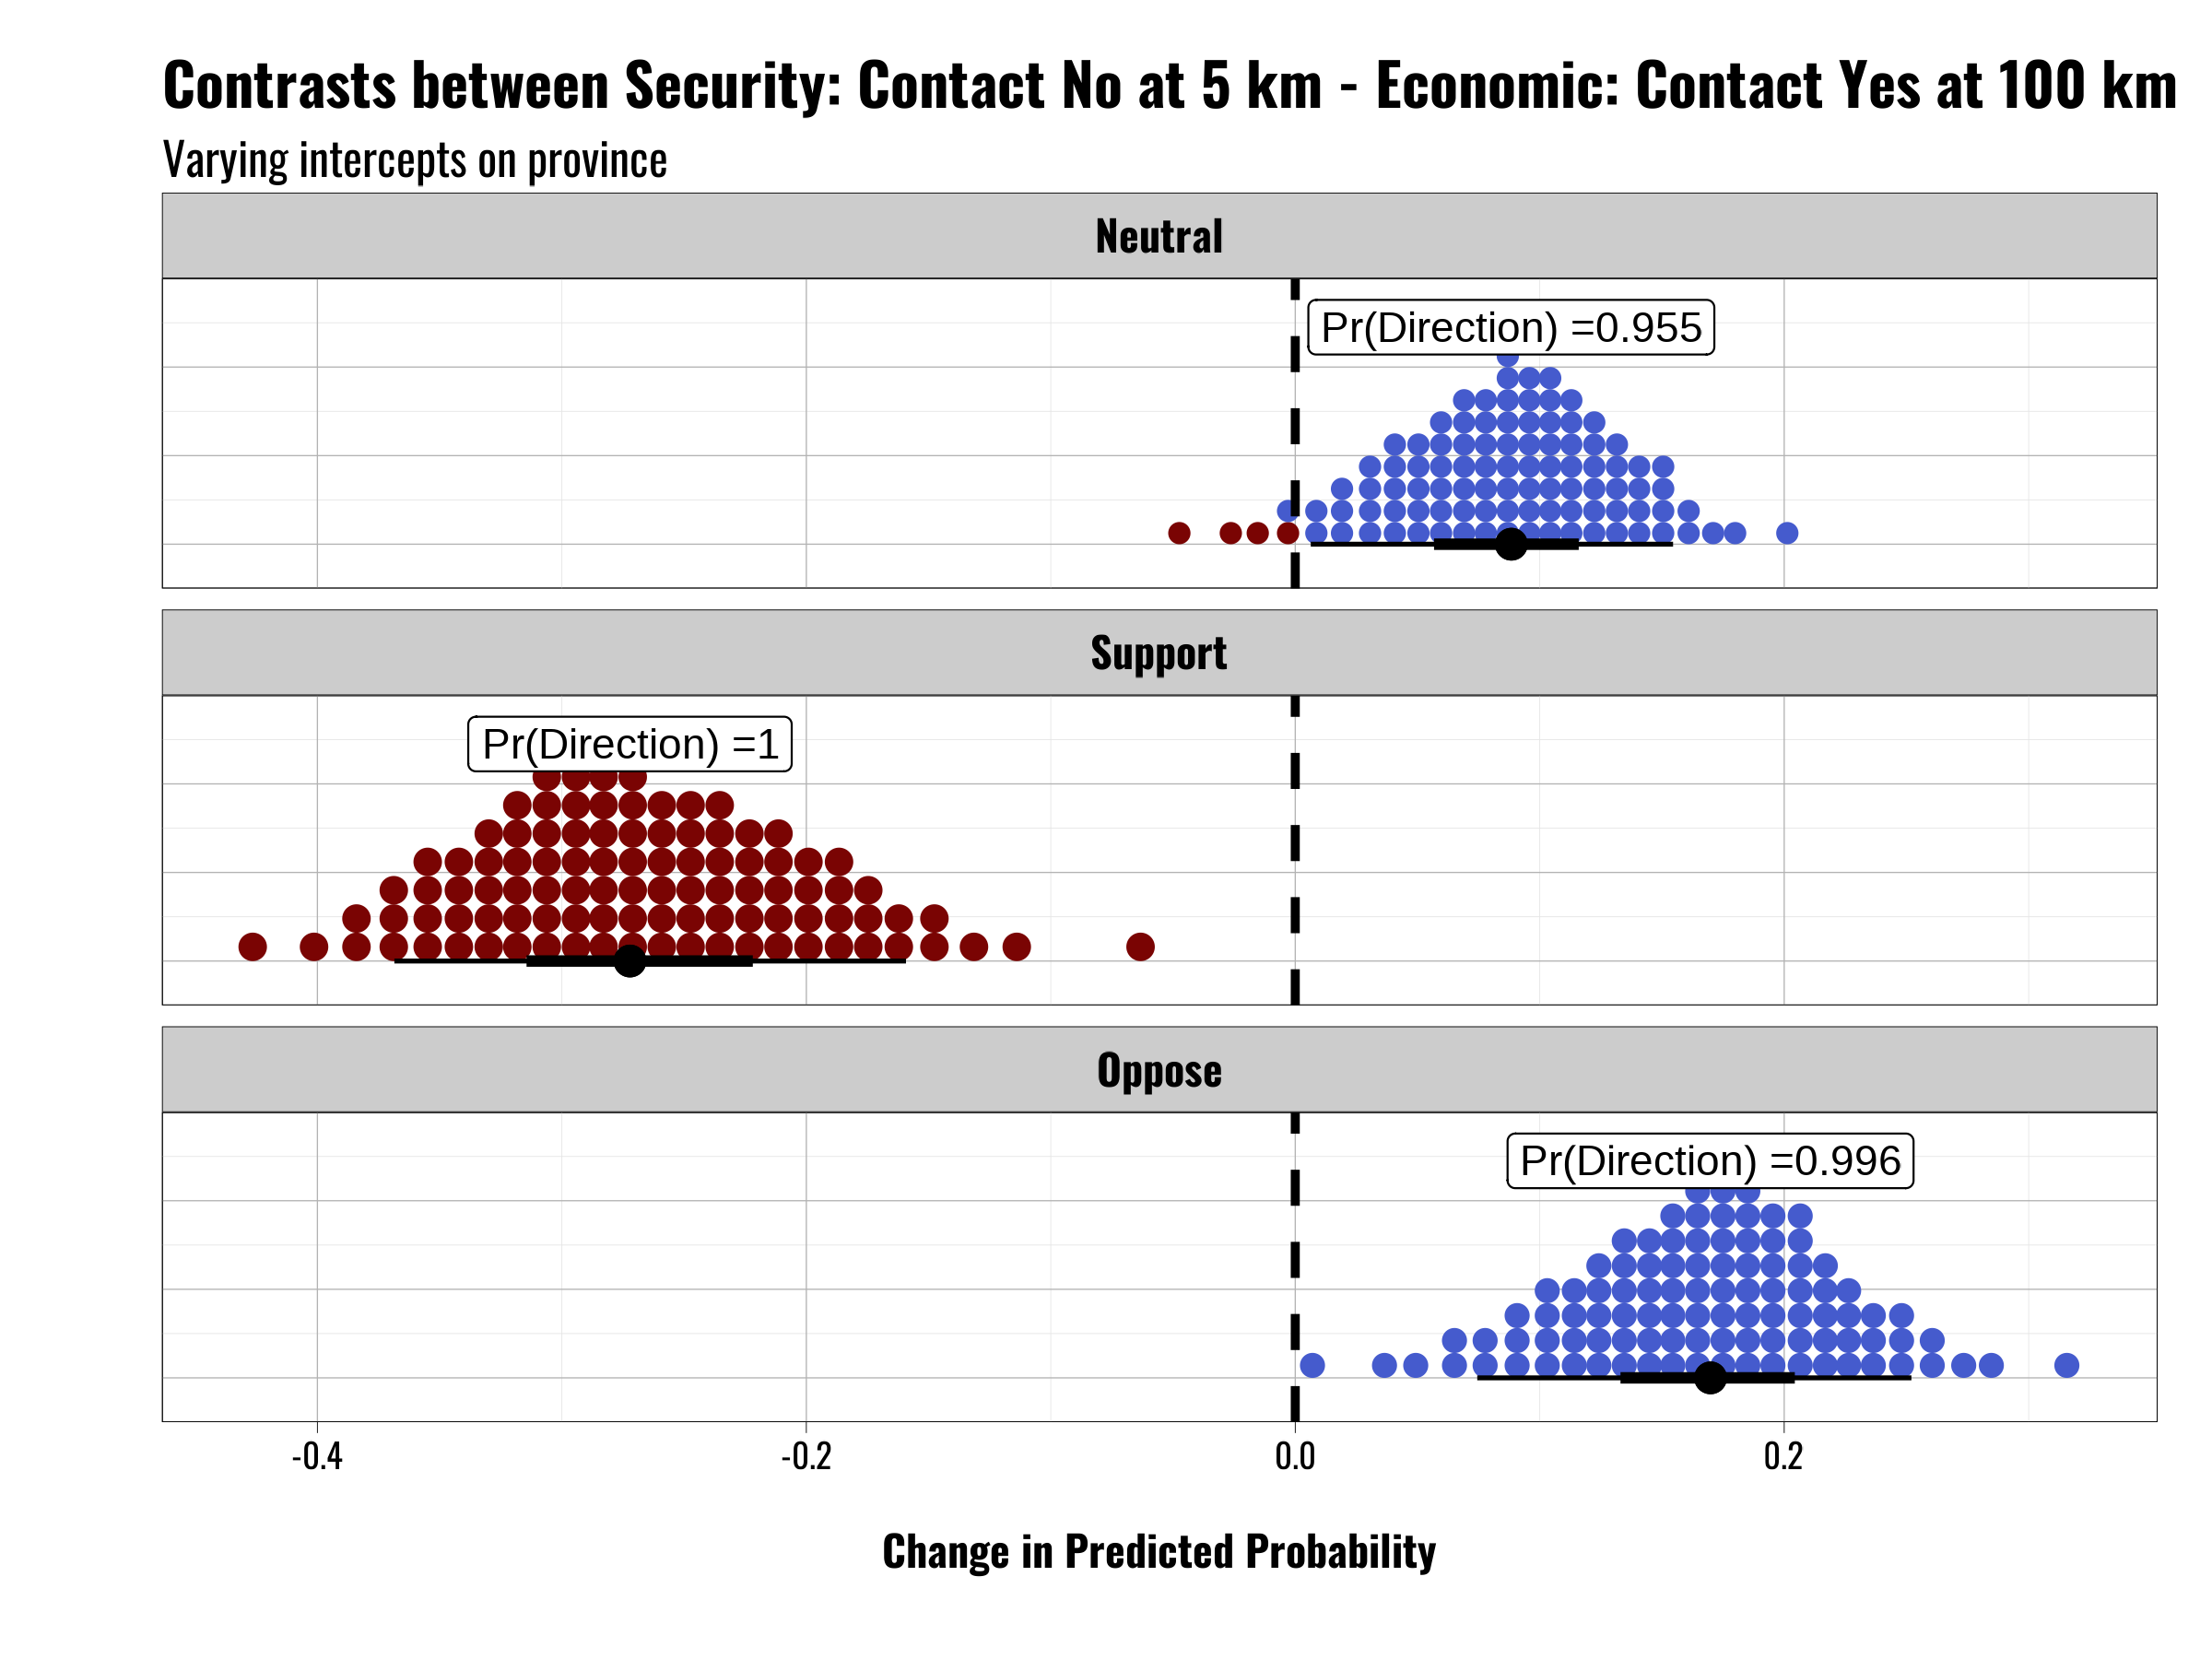 Contrasts between Security: Contact No at 5 km - Economic: Contact Yes at 100 km
Varying intercepts on province
Neutral
Pr(Direction) =0.955
Support
Pr(Direction) =1
Oppose
Pr(Direction) =0.996
-0.4 -0.2 0.0 0.2
Change in Predicted Probability